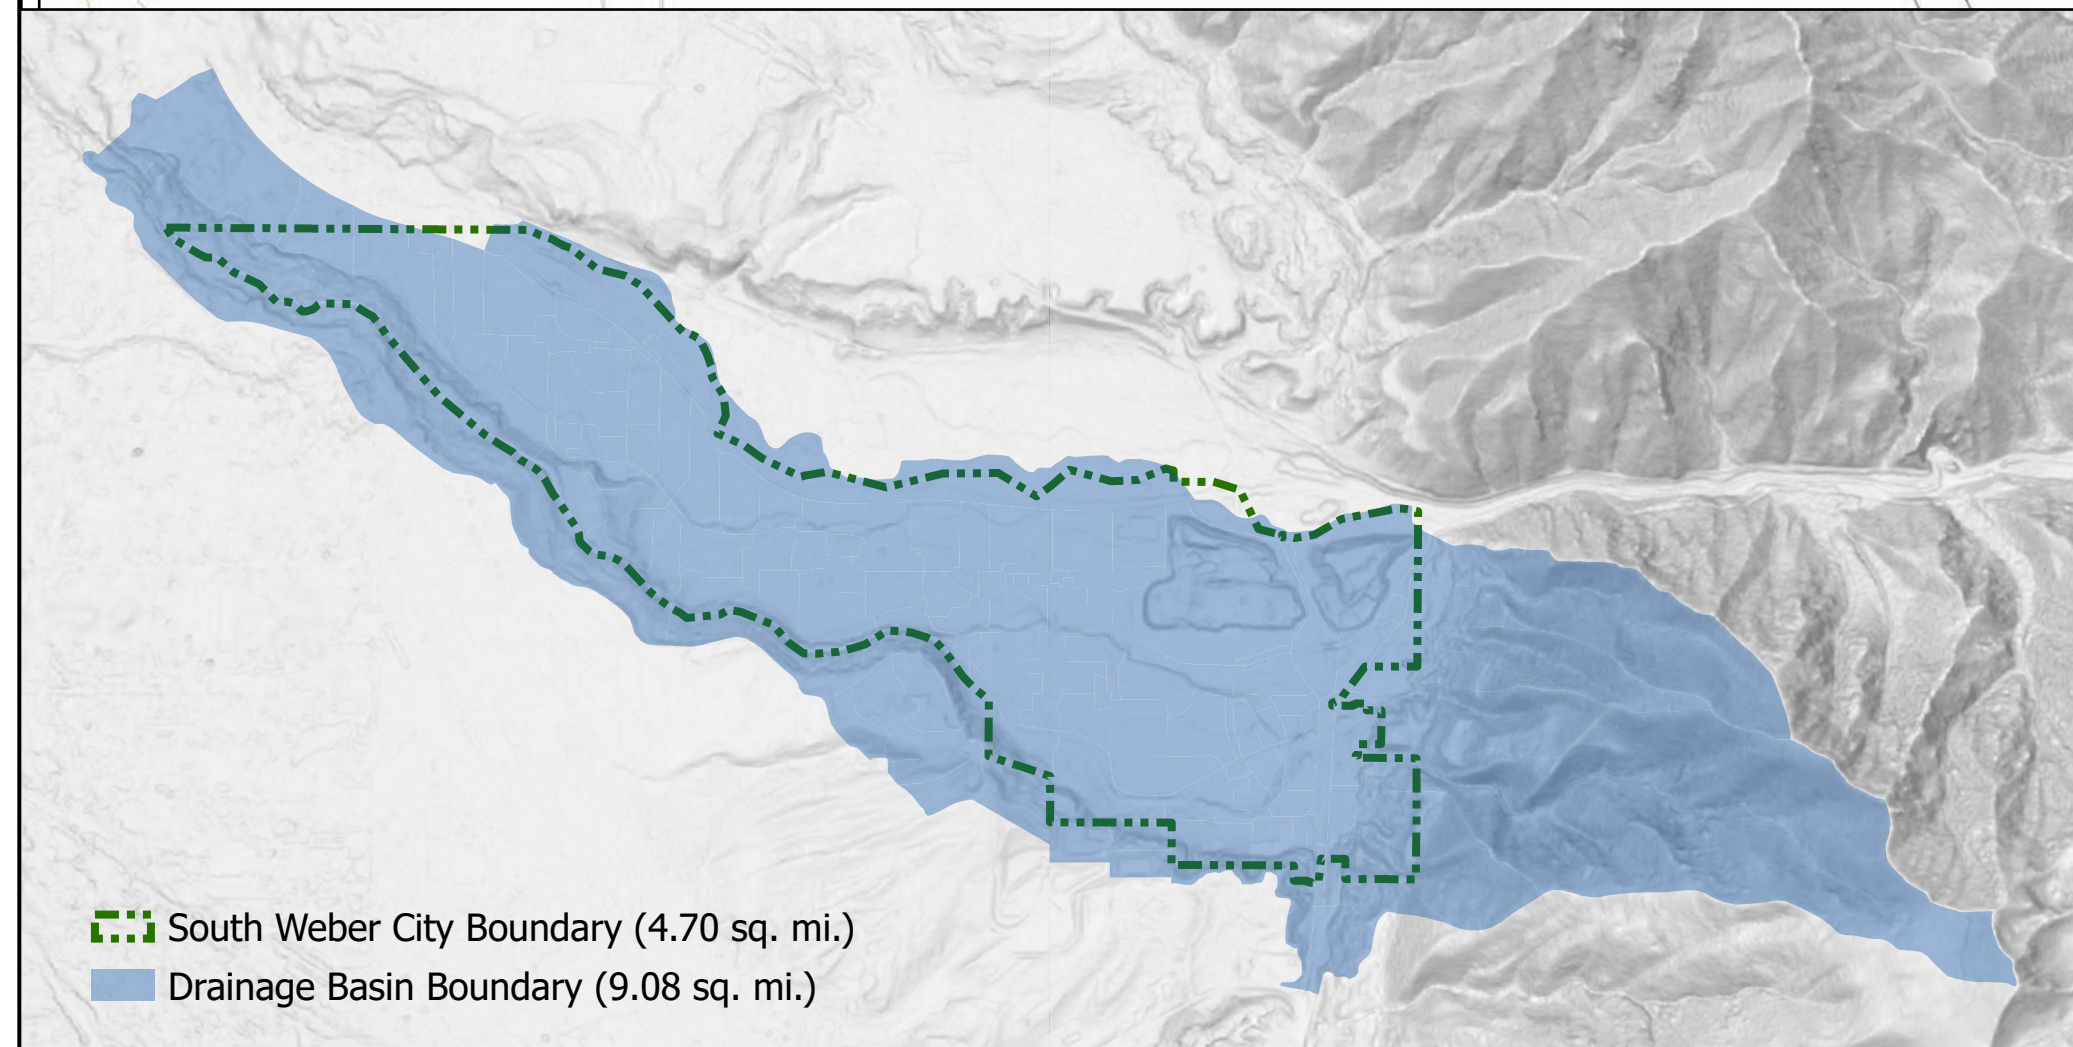 South Weber City Boundary (4.70 sq. mi.)
Drainage Basin Boundary (9.08 sq. mi.)